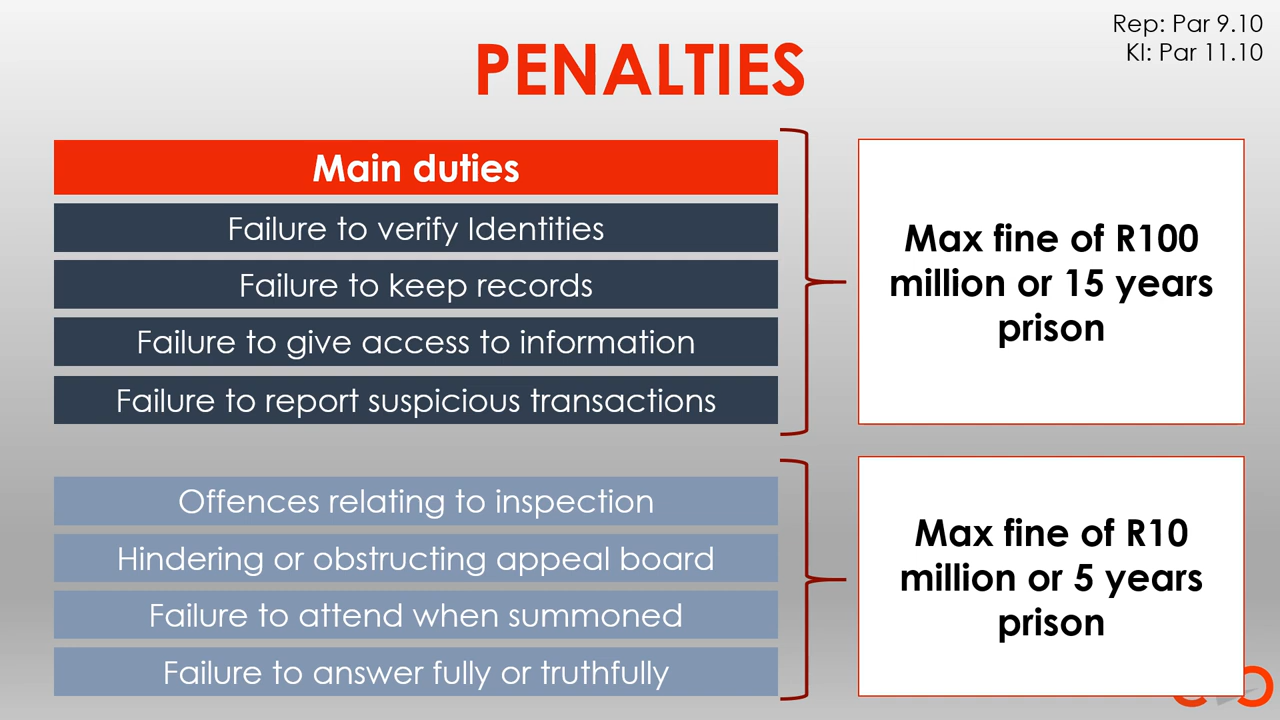 Rep: Par 9.10
KI: Par 11.10
PENALTIES
Main duties
Failure to verify Identities
Failure to keep records
Failure to give access to information
Failure to report suspicious transactions
Max fine of R100
million or 15 years
prison
Offences relating to inspection
Hindering or obstructing appeal board
Failure to attend when summoned
Failure to answer fully or truthfully
Max fine of R10
million or 5 years
prison